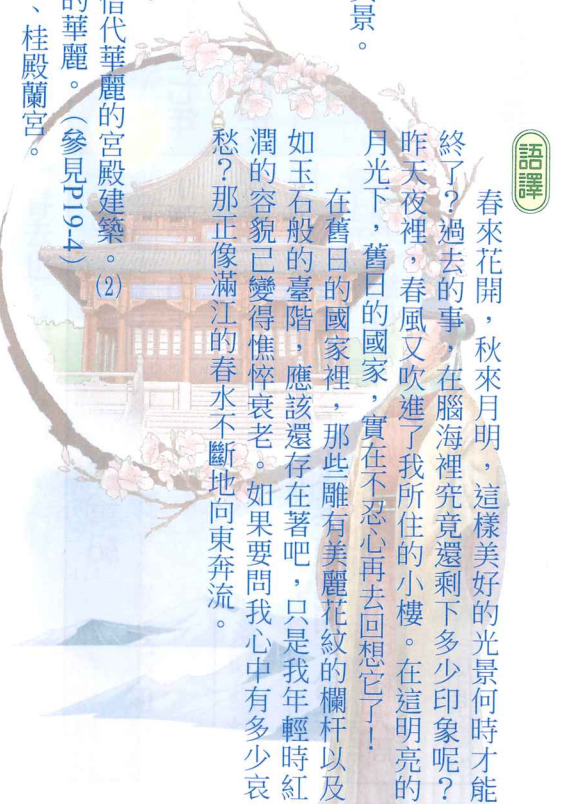 語譯
春來花開，秋來月明，這樣美好的光景何時才能
終了？過去的事，在腦海裡究竟還剩下多少印象呢？
昨天夜裡，春風又吹進了我所住的小樓。在這明亮的
月光下，舊日的國家，實在不忍心再去回想它了！
在舊日的國家裡，那些雕有美麗花紋的欄杆以及
如玉石般的臺階，應該還存在著吧，只是我年輕時紅
潤的容貌已變得憔悴衰老。如果要問我心中有多少哀
愁？那正像滿江的春水不斷地向東奔流。
景。
借代華麗的宮殿建築。(2)
的華麗。（參見P19-4）
、桂殿蘭宮。